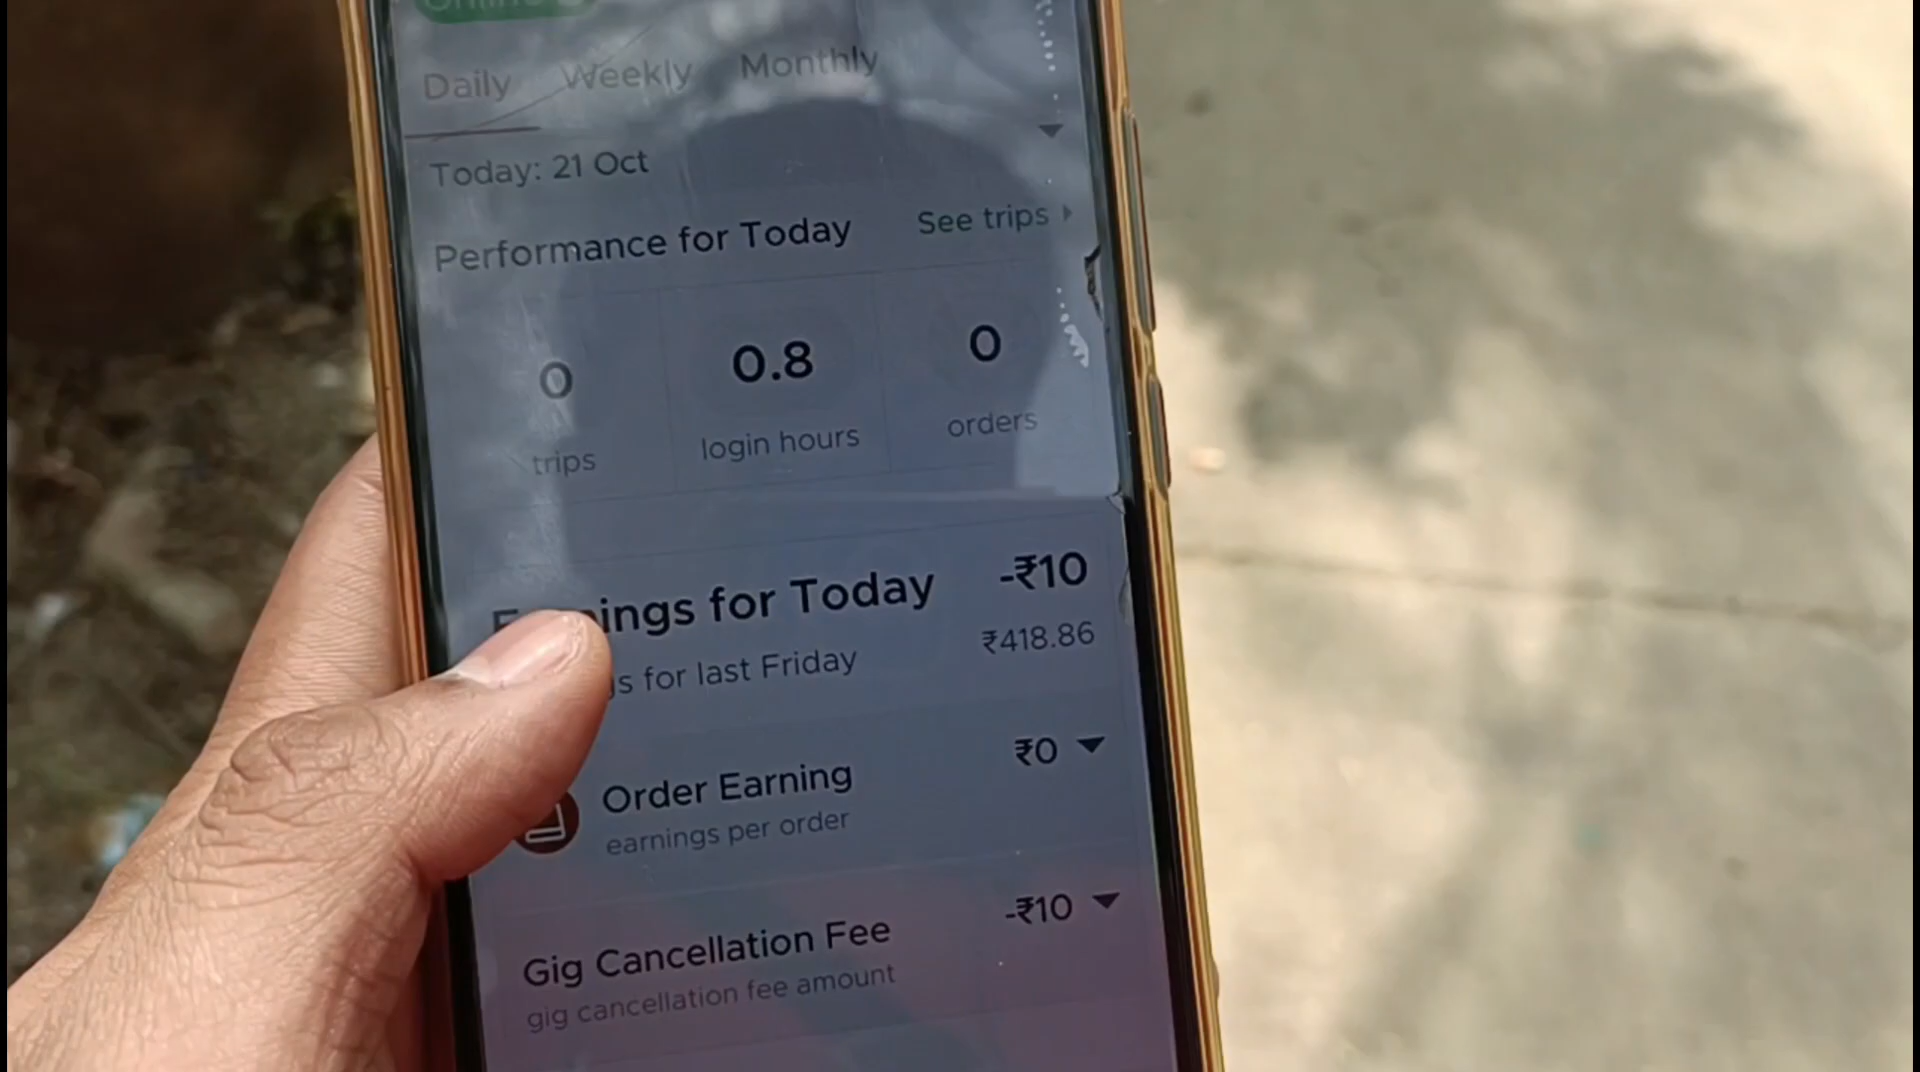 Online
Daily Weekly Monthly
Today: 21 Oct
Performance for Today See trips
0 0.8 0
trips login hours orders
for Today -₹10
for last Friday ₹418.86
Order Earning ₹0
earnings per order
Gig Cancellation Fee -₹10
gig cancellation fee amount